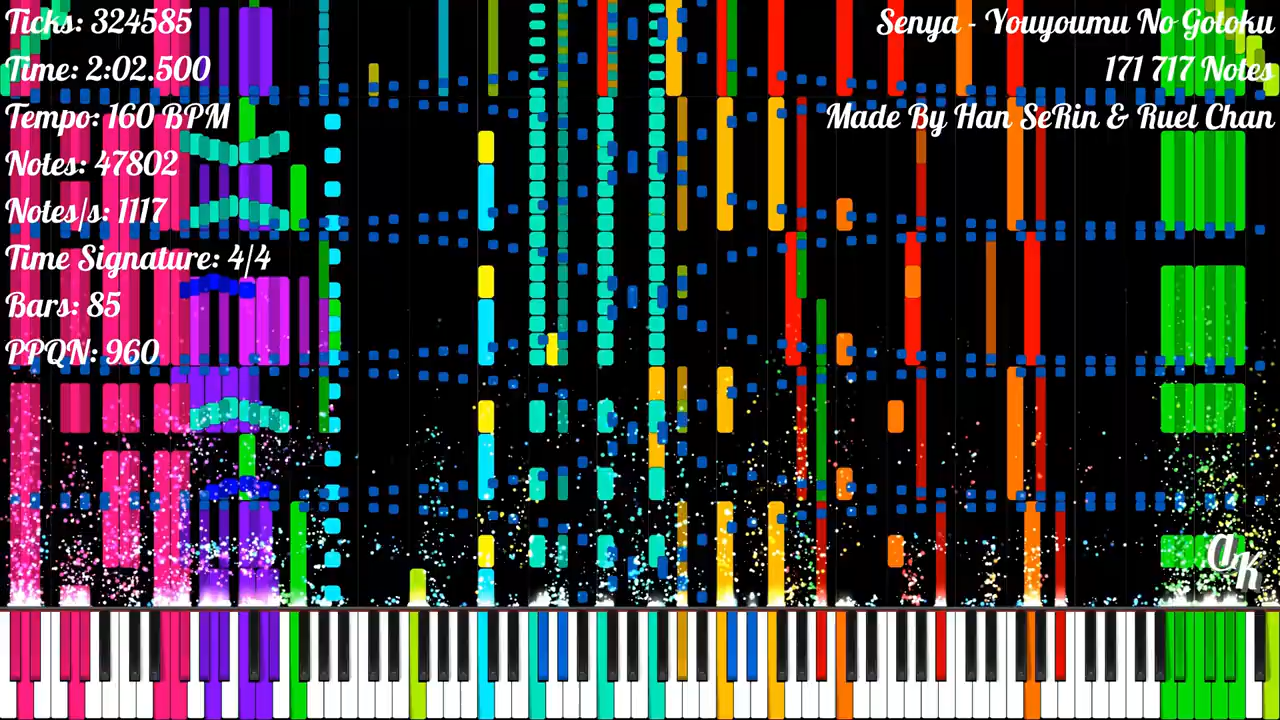 Ticks: 324585
Time: 2:02.500
Tempo: 160 BPM
Notes: 47802
Notes/s: 1117
Time Signature: 4/4
Bars: 85
PPQN: 960
Senya - Youyoumu No Gotoku
171 717 Notes
Made By Han SeRin & Ruel Chan